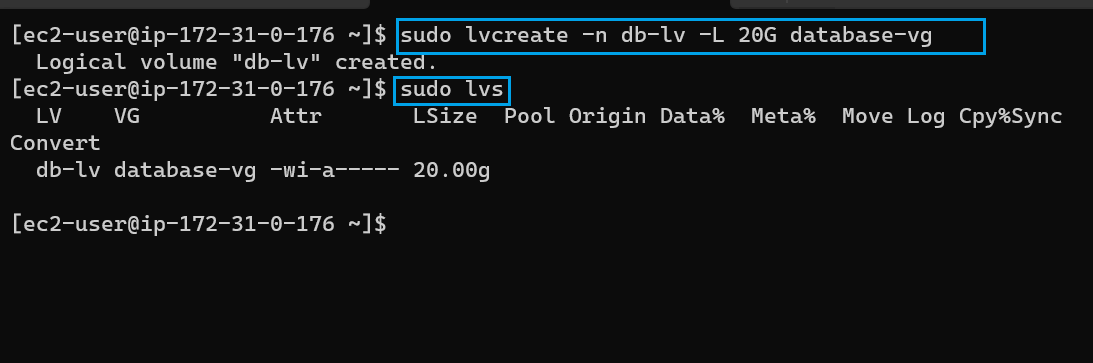 [ec2-user@ip-172-31-0-176 ~]$ sudo lvcreate -n db-lv -L 20G database-vg
  Logical volume "db-lv" created.
[ec2-user@ip-172-31-0-176 ~]$ sudo lvs
  LV    VG          Attr       LSize  Pool Origin Data%  Meta%  Move Log Cpy%Sync
Convert
  db-lv database-vg -wi-a----- 20.00g
[ec2-user@ip-172-31-0-176 ~]$